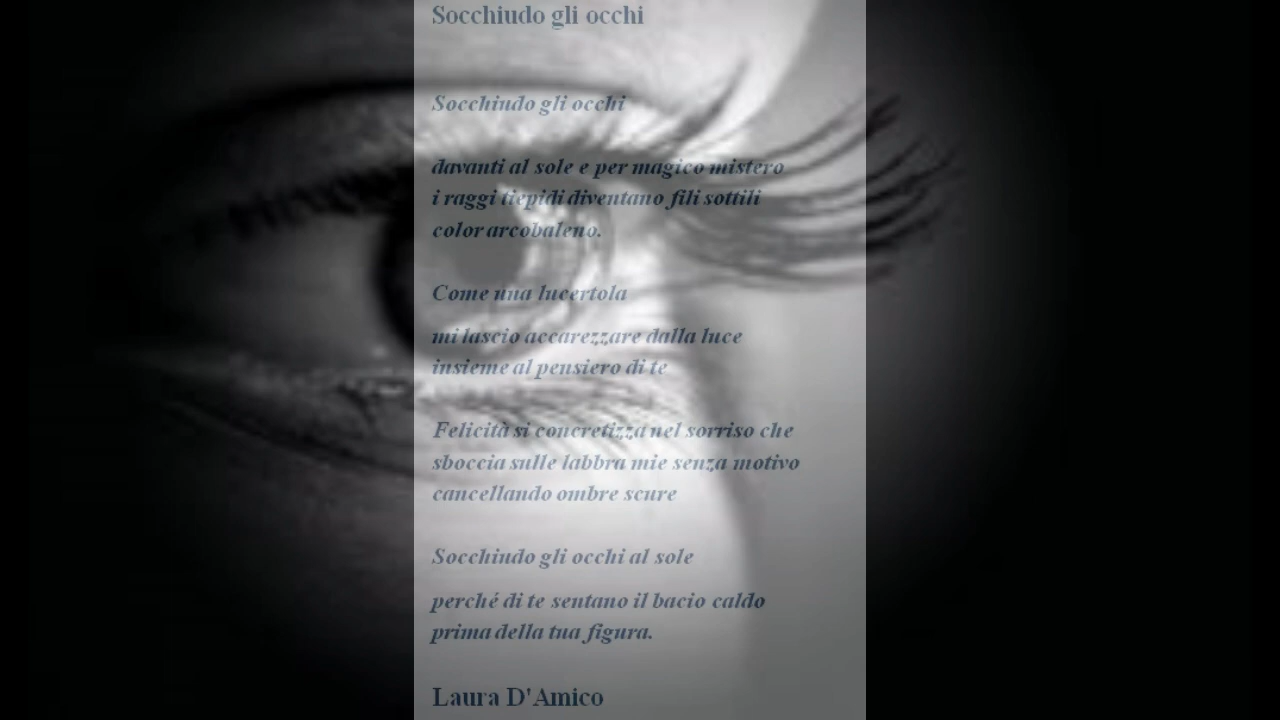 Socchiudo gli occhi
Socchiudo gli occhi
davanti al sole e per magico mistero
i raggi tiepidi diventano fili sottili
color arcobaleno.
Come una lucertola
mi lascio accarezzare dalla luce
insieme al pensiero di te
Felicità si concretizza nel sorriso che
sboccia sulle labbra mie senza motivo
cancellando ombre scure
Socchiudo gli occhi al sole
perché di te sentano il bacio caldo
prima della tua figura.
Laura D'Amico